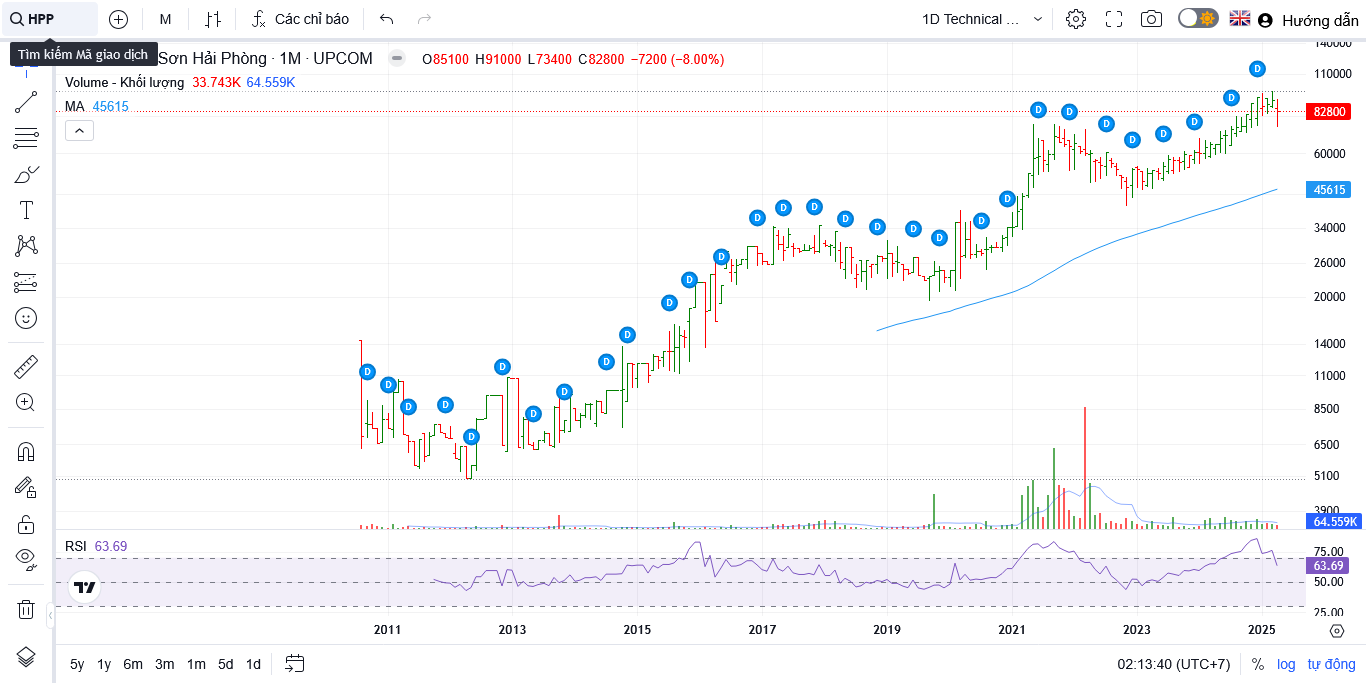 HPP
M
Các chỉ báo
1D Technical ...
Hướng dẫn
Tìm kiếm Mã giao dịch
Sơn Hải Phòng · 1M · UPCOM
O85100 H91000 L73400 C82800 −7200 (−8.00%)
Volume - Khối lượng 33.743K 64.559K
MA 45615
140000
110000
82800
60000
45615
34000
26000
20000
14000
11000
8500
6500
5100
3900
64.559K
D D D D D D D D D D D D D D D D D D D D D D D D D D D D D D D
RSI 63.69
75.00
63.69
50.00
25.00
2011 2013 2015 2017 2019 2021 2023 2025
5y 1y 6m 3m 1m 5d 1d
02:13:40 (UTC+7)
% log tự động